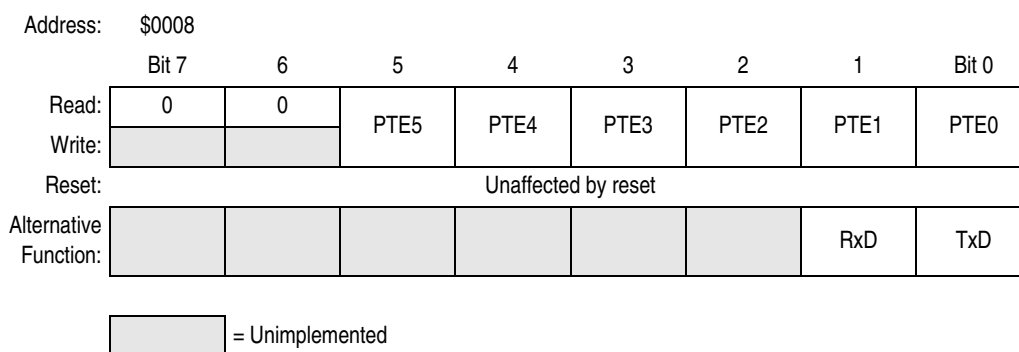 Address: $0008
Bit 7 6 5 4 3 2 1 Bit 0
Read: 0 0 PTE5 PTE4 PTE3 PTE2 PTE1 PTE0
Write:
Reset: Unaffected by reset
Alternative
Function: RxD TxD
= Unimplemented